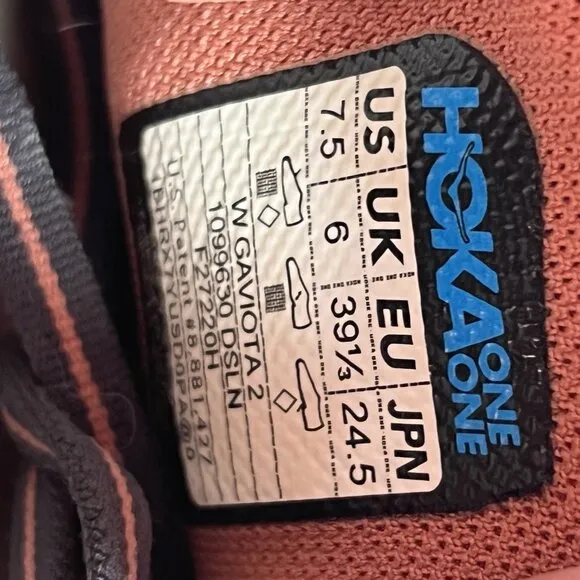 HOKA ONE ONE
US UK EU JPN
7.5 6 39⅓ 24.5
W GAVIOTA 2
1099630 DSLN
F27220H
U.S. Patent #8,881,427